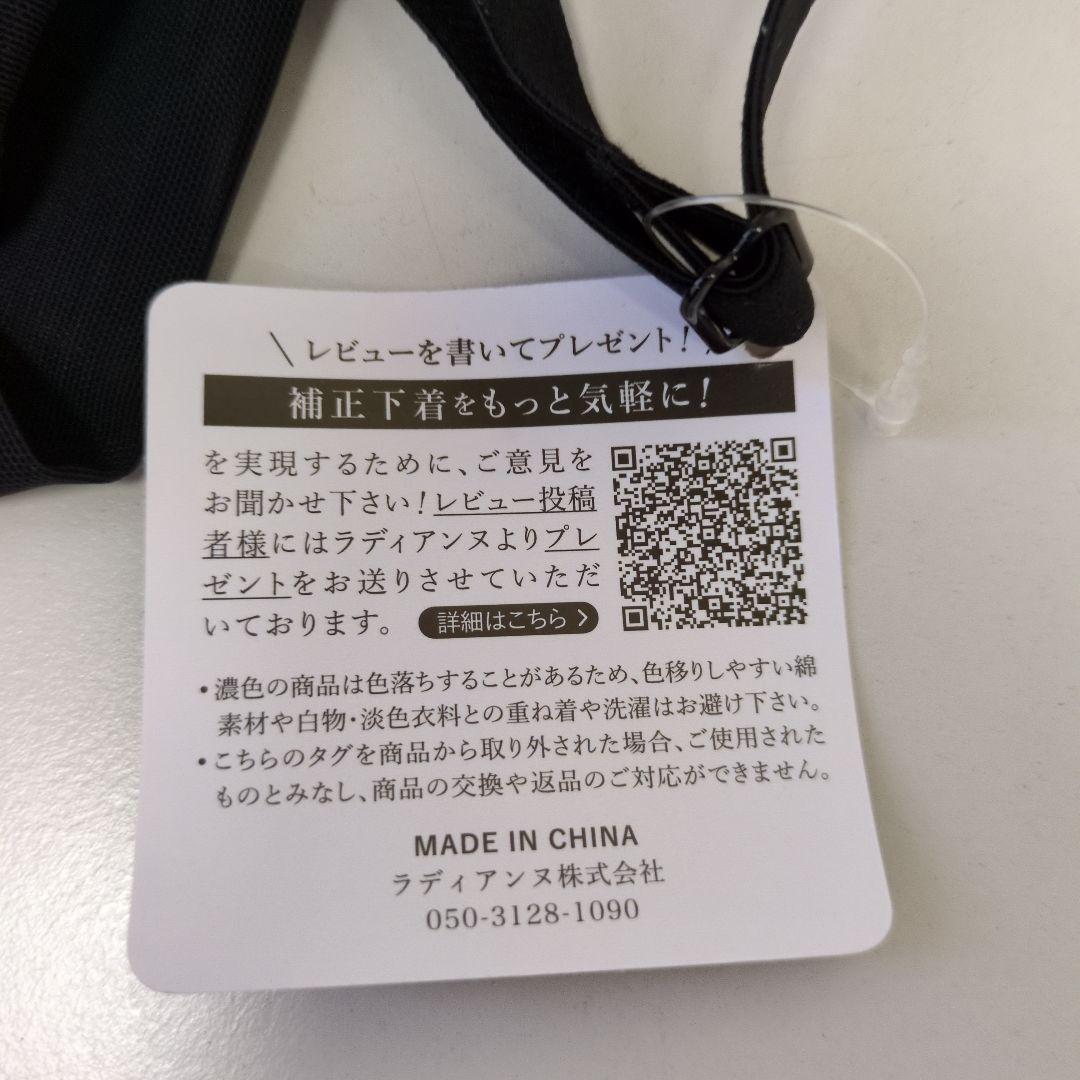 \ レビューを書いてプレゼント! /
補正下着をもっと気軽に!
を実現するために、ご意見を
お聞かせ下さい!レビュー投稿
者様にはラディアンヌよりプレ
ゼントをお送りさせていただ
いております。 詳細はこちら >
・濃色の商品は色落ちすることがあるため、色移りしやすい綿
素材や白物・淡色衣料との重ね着や洗濯はお避け下さい。
・こちらのタグを商品から取り外された場合、ご使用された
ものとみなし、商品の交換や返品のご対応ができません。
MADE IN CHINA
ラディアンヌ株式会社
050-3128-1090